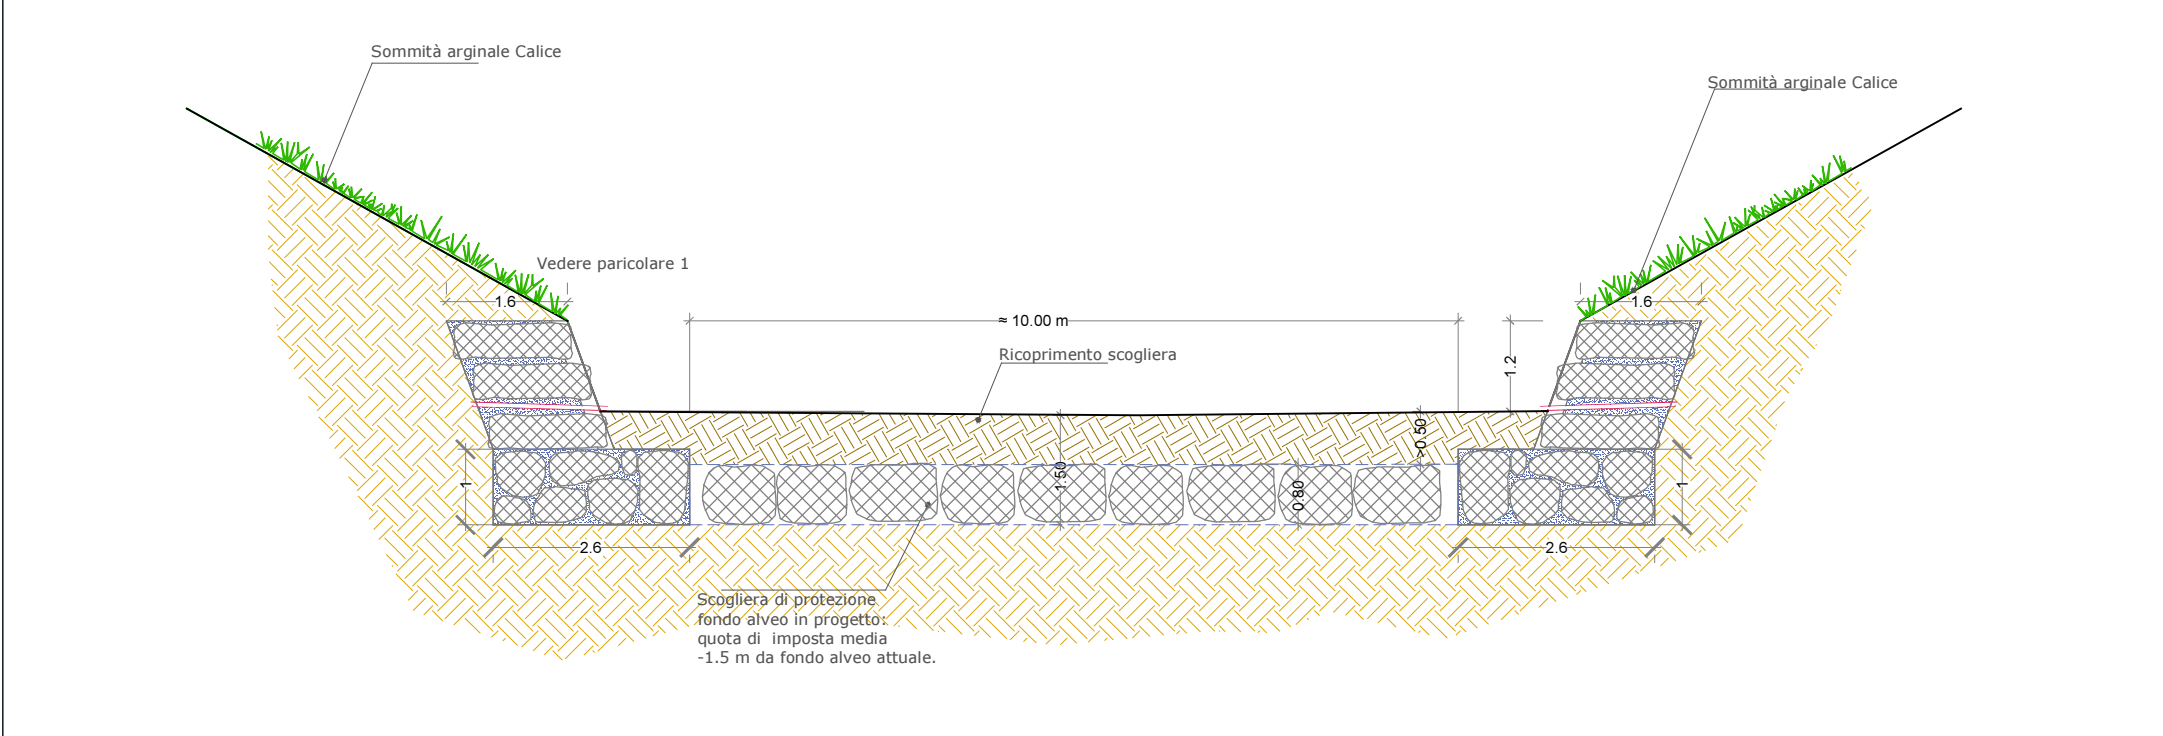 Sommità arginale Calice
Sommità arginale Calice
Vedere paricolare 1
1.6
1.6
≈ 10.00 m
Ricoprimento scogliera
1.2
>0.50
1.50
0.80
1
1
2.6
2.6
Scogliera di protezione
fondo alveo in progetto:
quota di imposta media
-1.5 m da fondo alveo attuale.